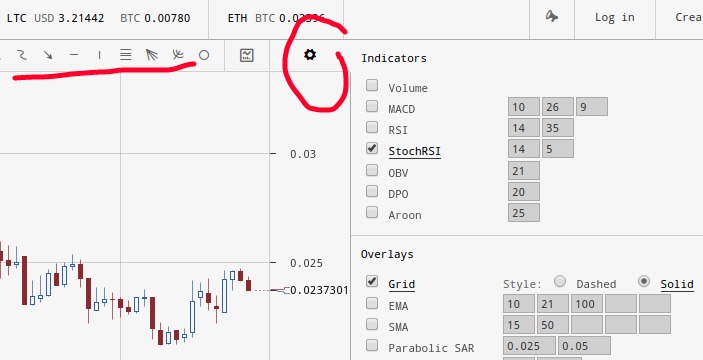 LTC USD 3.21442 BTC 0.00780 ETH BTC 0.02396 Log in Crea
Indicators
Volume
MACD 10 26 9
RSI 14 35
0.03
StochRSI 14 5
OBV 21
DPO 20
Aroon 25
Overlays
0.025
Grid Style: Dashed Solid
0.0237301
EMA 10 21 100
SMA 15 50
Parabolic SAR 0.025 0.05